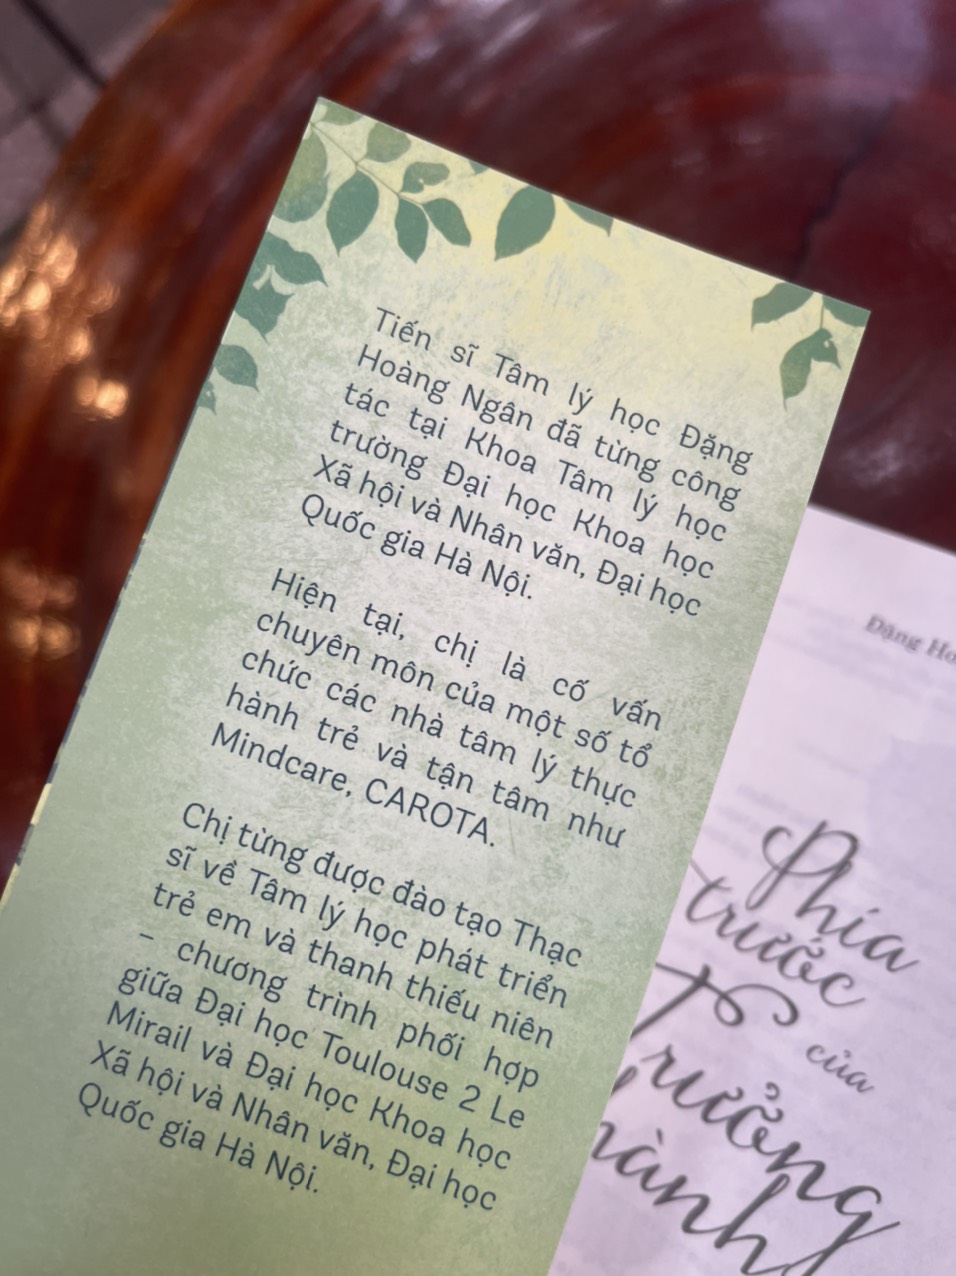 Tiến sĩ Tâm lý học Đặng
Hoàng Ngân đã từng công
tác tại Khoa Tâm lý học
trường Đại học Khoa học
Xã hội và Nhân văn, Đại học
Quốc gia Hà Nội.
Hiện tại, chị là cố vấn
chuyên môn của một số tổ
chức các nhà tâm lý thực
hành trẻ và tận tâm như
Mindcare, CAROTA.
Chị từng được đào tạo Thạc
sĩ về Tâm lý học phát triển
trẻ em và thanh thiếu niên
– chương trình phối hợp
giữa Đại học Toulouse 2 Le
Mirail và Đại học Khoa học
Xã hội và Nhân văn, Đại học
Quốc gia Hà Nội.
Đặng
Phía
trước
của
Trưởng